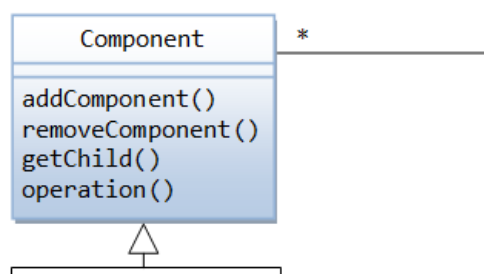 Component
*
addComponent()
removeComponent()
getChild()
operation()